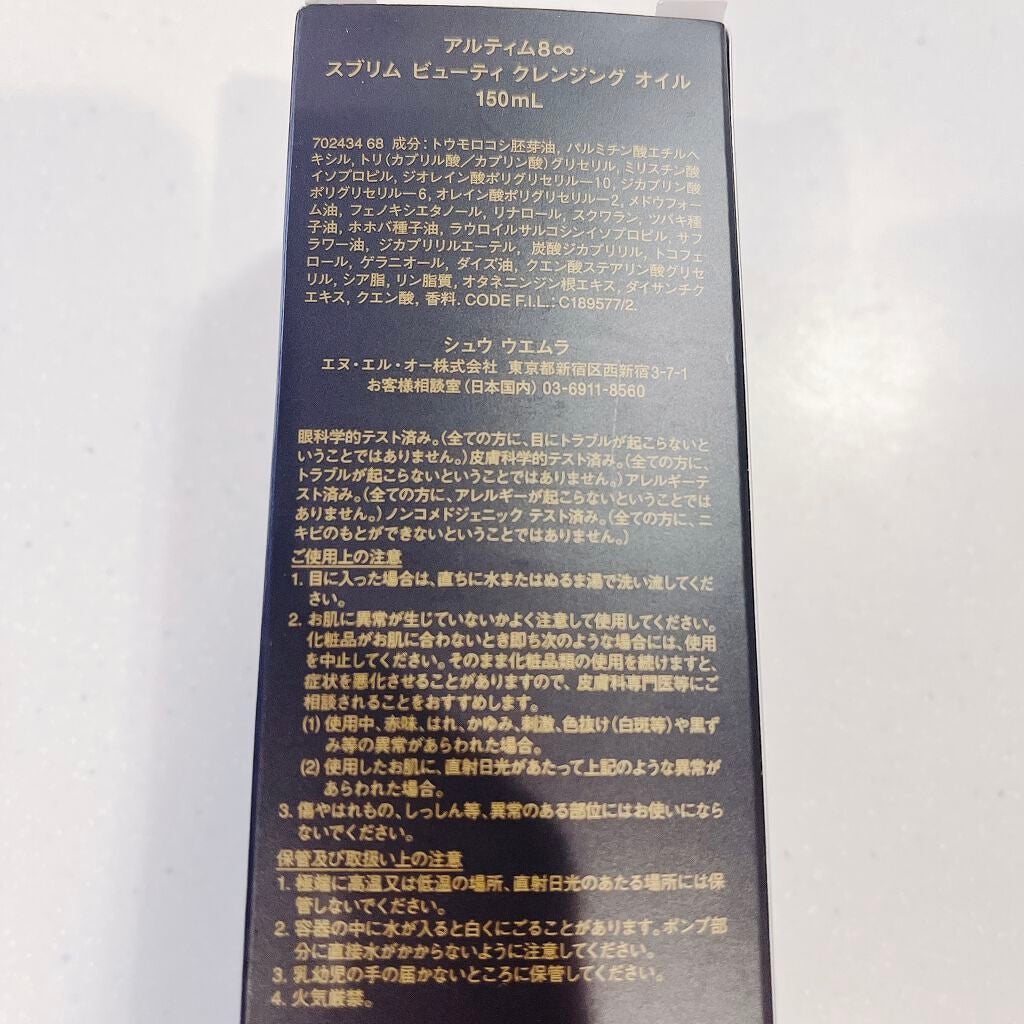 アルティム8∞
スブリム ビューティ クレンジング オイル
150mL
702434 68 成分：トウモロコシ胚芽油, パルミチン酸エチルヘ
キシル, トリ（カプリル酸／カプリン酸）グリセリル, ミリスチン酸
イソプロピル, ジオレイン酸ポリグリセリル－10, ジカプリン酸
ポリグリセリル－6, オレイン酸ポリグリセリル－2, メドウフォー
ム油, フェノキシエタノール, リナロール, スクワラン, ツバキ種
子油, ホホバ種子油, ラウロイルサルコシンイソプロピル, サフ
ラワー油, ジカプリリルエーテル, 炭酸ジカプリリル, トコフェ
ロール, ゲラニオール, ダイズ油, クエン酸ステアリン酸グリセ
リル, シア脂, リン脂質, オタネニンジン根エキス, ダイサンチク
エキス, クエン酸, 香料. CODE F.I.L.: C189577/2.
シュウ ウエムラ
エヌ・エル・オー株式会社 東京都新宿区西新宿3-7-1
お客様相談室（日本国内）03-6911-8560
眼科学的テスト済み。（全ての方に、目にトラブルが起こらないと
いうことではありません。）皮膚科学的テスト済み。（全ての方に、
トラブルが起こらないということではありません。）アレルギーテ
スト済み。（全ての方に、アレルギーが起こらないということでは
ありません。）ノンコメドジェニック テスト済み。（全ての方に、ニ
キビのもとができないということではありません。）
ご使用上の注意
1. 目に入った場合は、直ちに水またはぬるま湯で洗い流してくだ
さい。
2. お肌に異常が生じていないかよく注意して使用してください。
化粧品がお肌に合わないとき即ち次のような場合には、使用
を中止してください。そのまま化粧品類の使用を続けますと、
症状を悪化させることがありますので、皮膚科専門医等にご
相談されることをおすすめします。
(1) 使用中、赤味、はれ、かゆみ、刺激、色抜け（白斑等）や黒ず
み等の異常があらわれた場合。
(2) 使用したお肌に、直射日光があたって上記のような異常が
あらわれた場合。
3. 傷やはれもの、しっしん等、異常のある部位にはお使いになら
ないでください。
保管及び取扱い上の注意
1. 極端に高温又は低温の場所、直射日光のあたる場所には保
管しないでください。
2. 容器の中に水が入ると白くにごることがあります。ポンプ部
分に直接水がかからないように注意してください。
3. 乳幼児の手の届かないところに保管してください。
4. 火気厳禁。